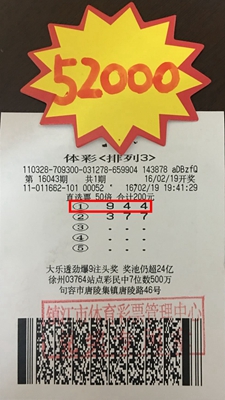 52000
体彩<排列3>
110328-709300-031278-659904 143878 aDBzfQ
第 16043期 共1期 16/02/19开奖
11-011662-101 00052 16/02/19 19:41:29
直选票 50倍 合计200元
① 9 4 4
② 3 7 7
③ - - -
④ - - -
⑤ - - -
大乐透劲爆9注头奖 奖池仍超24亿
徐州03764站点彩民中7位数500万
句容市唐陵集镇唐陵路46号
镇江市体育彩票管理中心